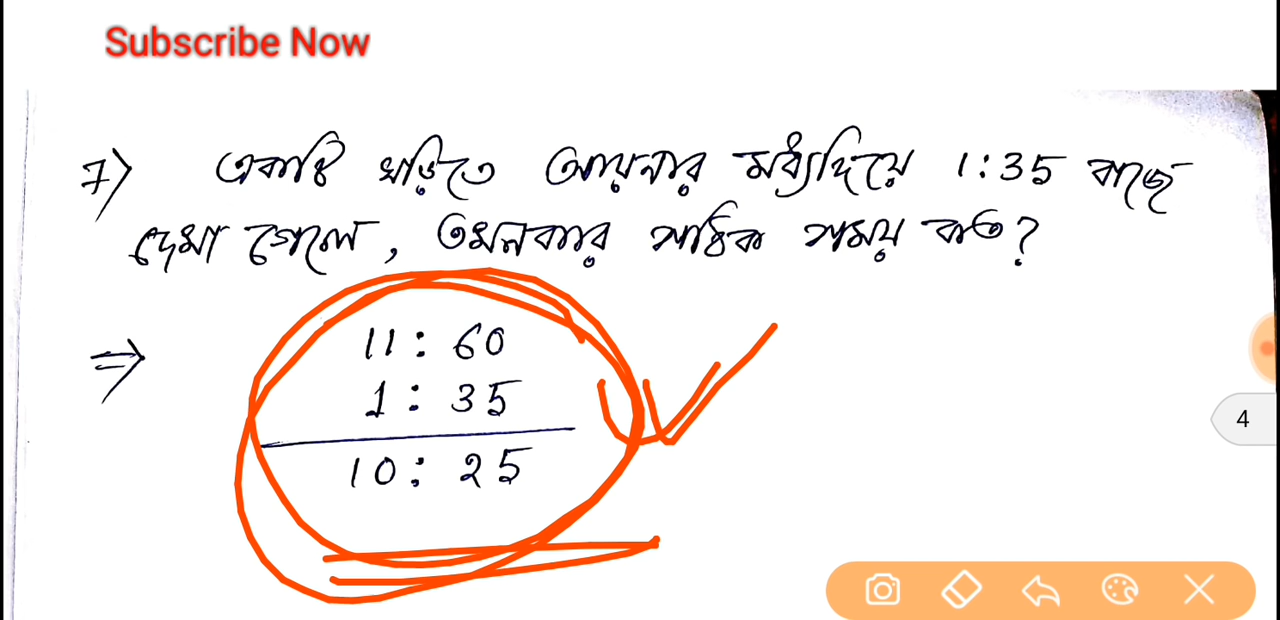 Subscribe Now
7) একটি ঘড়িতে আয়নার মধ্যদিয়ে 1:35 বাজে
দেখা গেলে, তখনকার সঠিক সময় কত?
⇒ 11: 60
1: 35
10: 25
4